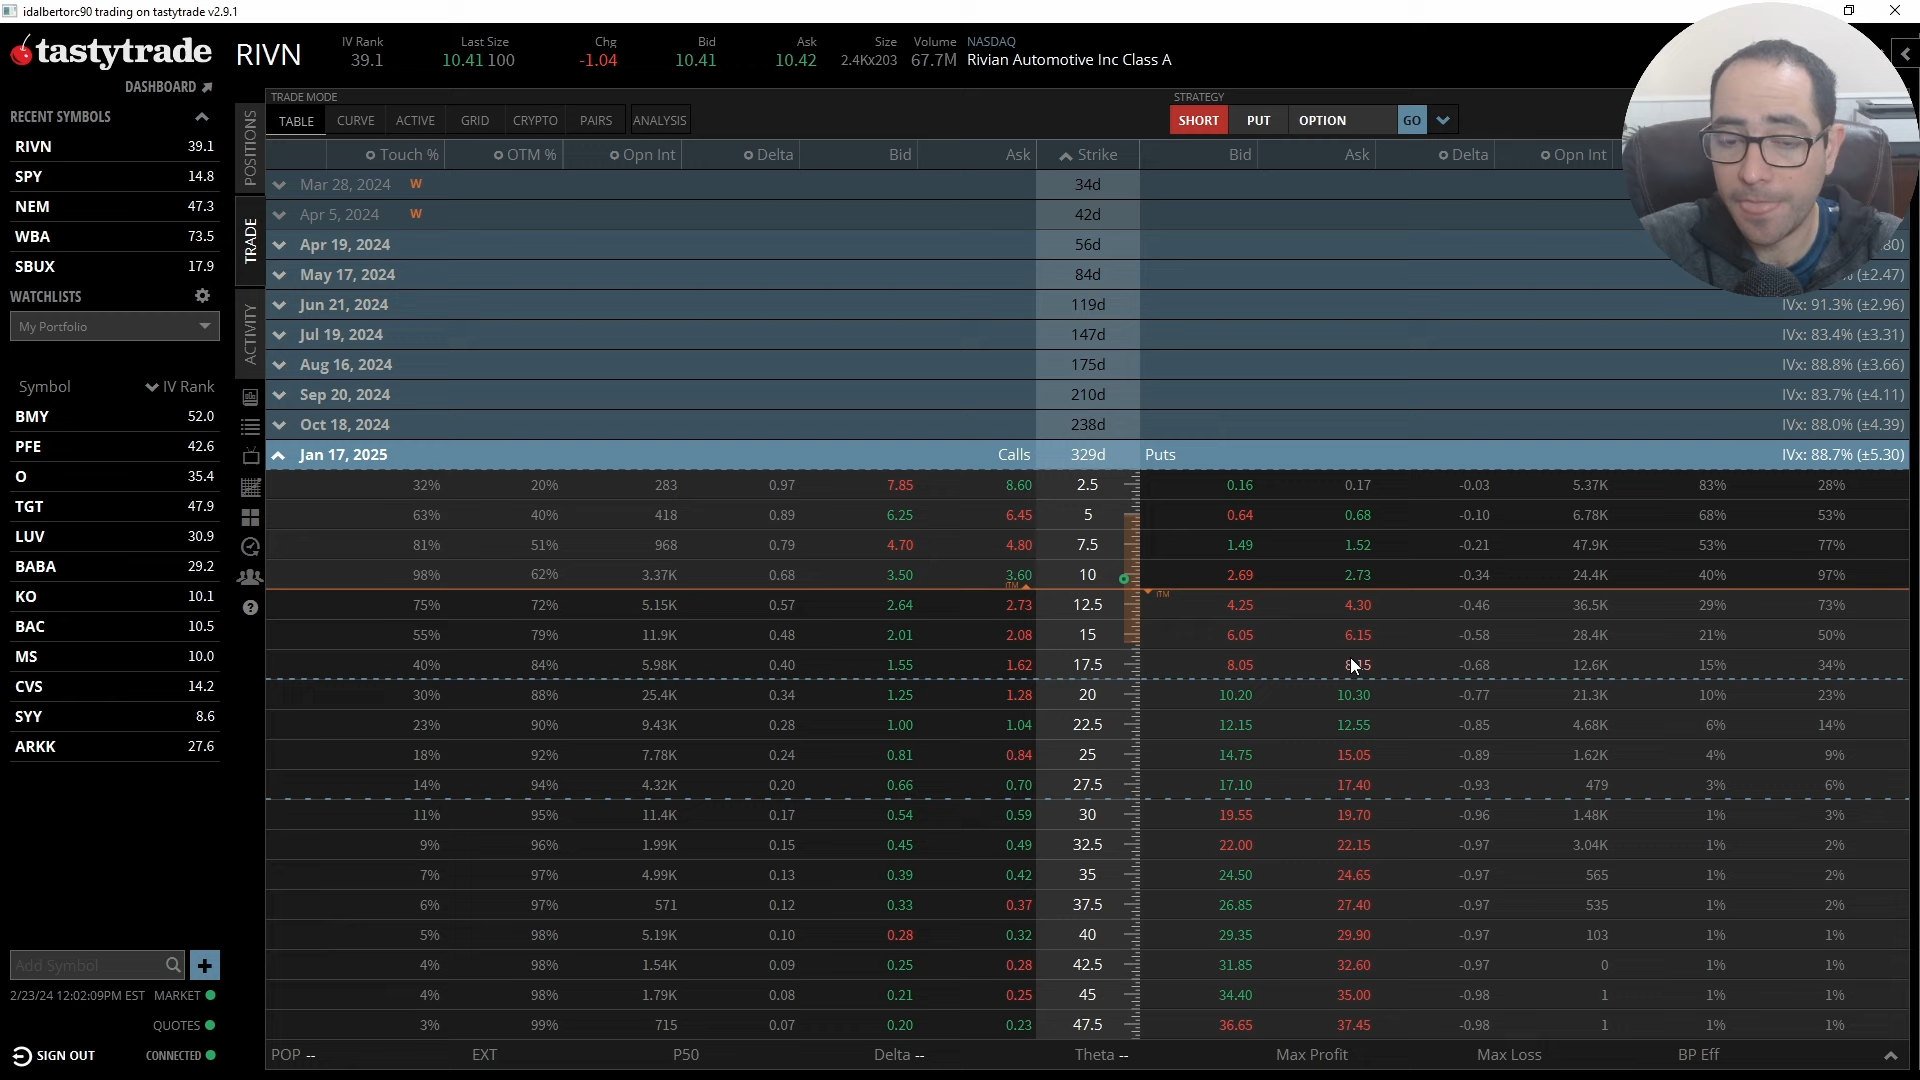 idalbertorc90 trading on tastytrade v2.9.1
tastytrade
DASHBOARD
RIVN
IV Rank
39.1
Last Size
10.41 100
Chg
-1.04
Bid
10.41
Ask
10.42
Size
2.4Kx203
Volume
67.7M
NASDAQ
Rivian Automotive Inc Class A
RECENT SYMBOLS
RIVN 39.1
SPY 14.8
NEM 47.3
WBA 73.5
SBUX 17.9
WATCHLISTS
My Portfolio
Symbol IV Rank
BMY 52.0
PFE 42.6
O 35.4
TGT 47.9
LUV 30.9
BABA 29.2
KO 10.1
BAC 10.5
MS 10.0
CVS 14.2
SYY 8.6
ARKK 27.6
Add Symbol
2/23/24 12:02:09PM EST MARKET
QUOTES
SIGN OUT CONNECTED
POSITIONS
TRADE
ACTIVITY
TRADE MODE
TABLE CURVE ACTIVE GRID CRYPTO PAIRS ANALYSIS
STRATEGY
SHORT PUT OPTION GO
Touch % OTM % Opn Int Delta Bid Ask Strike Bid Ask Delta Opn Int
Mar 28, 2024 W 34d
Apr 5, 2024 W 42d
Apr 19, 2024 56d 80)
May 17, 2024 84d (±2.47)
Jun 21, 2024 119d IVx: 91.3% (±2.96)
Jul 19, 2024 147d IVx: 83.4% (±3.31)
Aug 16, 2024 175d IVx: 88.8% (±3.66)
Sep 20, 2024 210d IVx: 83.7% (±4.11)
Oct 18, 2024 238d IVx: 88.0% (±4.39)
Jan 17, 2025 Calls 329d Puts IVx: 88.7% (±5.30)
32% 20% 283 0.97 7.85 8.60 2.5 0.16 0.17 -0.03 5.37K 83% 28%
63% 40% 418 0.89 6.25 6.45 5 0.64 0.68 -0.10 6.78K 68% 53%
81% 51% 968 0.79 4.70 4.80 7.5 1.49 1.52 -0.21 47.9K 53% 77%
98% 62% 3.37K 0.68 3.50 3.60 10 2.69 2.73 -0.34 24.4K 40% 97%
ITM ITM
75% 72% 5.15K 0.57 2.64 2.73 12.5 4.25 4.30 -0.46 36.5K 29% 73%
55% 79% 11.9K 0.48 2.01 2.08 15 6.05 6.15 -0.58 28.4K 21% 50%
40% 84% 5.98K 0.40 1.55 1.62 17.5 8.05 8.15 -0.68 12.6K 15% 34%
30% 88% 25.4K 0.34 1.25 1.28 20 10.20 10.30 -0.77 21.3K 10% 23%
23% 90% 9.43K 0.28 1.00 1.04 22.5 12.15 12.55 -0.85 4.68K 6% 14%
18% 92% 7.78K 0.24 0.81 0.84 25 14.75 15.05 -0.89 1.62K 4% 9%
14% 94% 4.32K 0.20 0.66 0.70 27.5 17.10 17.40 -0.93 479 3% 6%
11% 95% 11.4K 0.17 0.54 0.59 30 19.55 19.70 -0.96 1.48K 1% 3%
9% 96% 1.99K 0.15 0.45 0.49 32.5 22.00 22.15 -0.97 3.04K 1% 2%
7% 97% 4.99K 0.13 0.39 0.42 35 24.50 24.65 -0.97 565 1% 2%
6% 97% 571 0.12 0.33 0.37 37.5 26.85 27.40 -0.97 535 1% 2%
5% 98% 5.19K 0.10 0.28 0.32 40 29.35 29.90 -0.97 103 1% 1%
4% 98% 1.54K 0.09 0.25 0.28 42.5 31.85 32.60 -0.97 0 1% 1%
4% 98% 1.79K 0.08 0.21 0.25 45 34.40 35.00 -0.98 1 1% 1%
3% 99% 715 0.07 0.20 0.23 47.5 36.65 37.45 -0.98 1 1% 1%
POP -- EXT P50 Delta -- Theta -- Max Profit Max Loss BP Eff